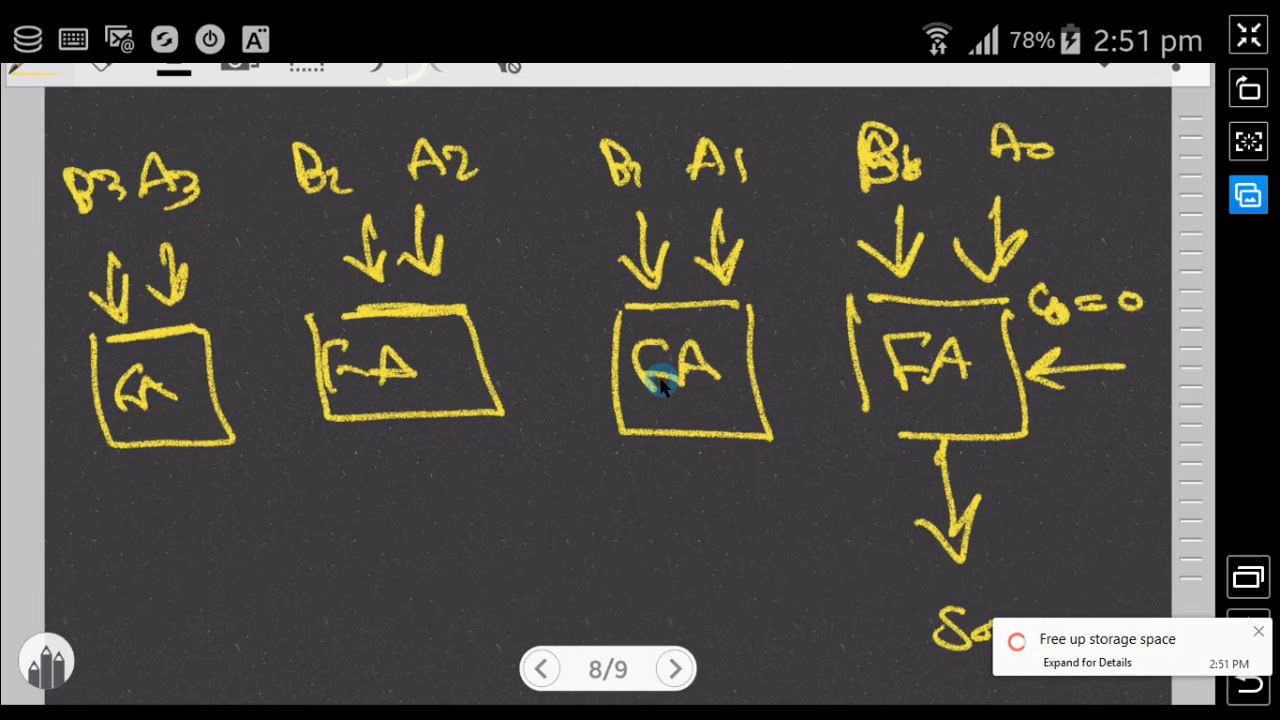 78% 2:51 pm
B3 A3 B2 A2 B1 A1 B0 A0
C0 = 0
FA FA FA FA
S0
Free up storage space
Expand for Details 2:51 PM
8/9